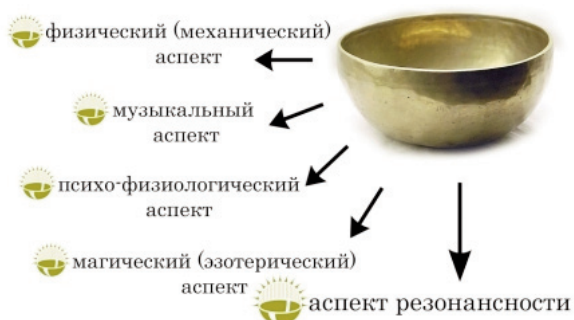 физический (механический)
аспект
музыкальный
аспект
психо-физиологический
аспект
магический (эзотерический)
аспект
аспект резонансности